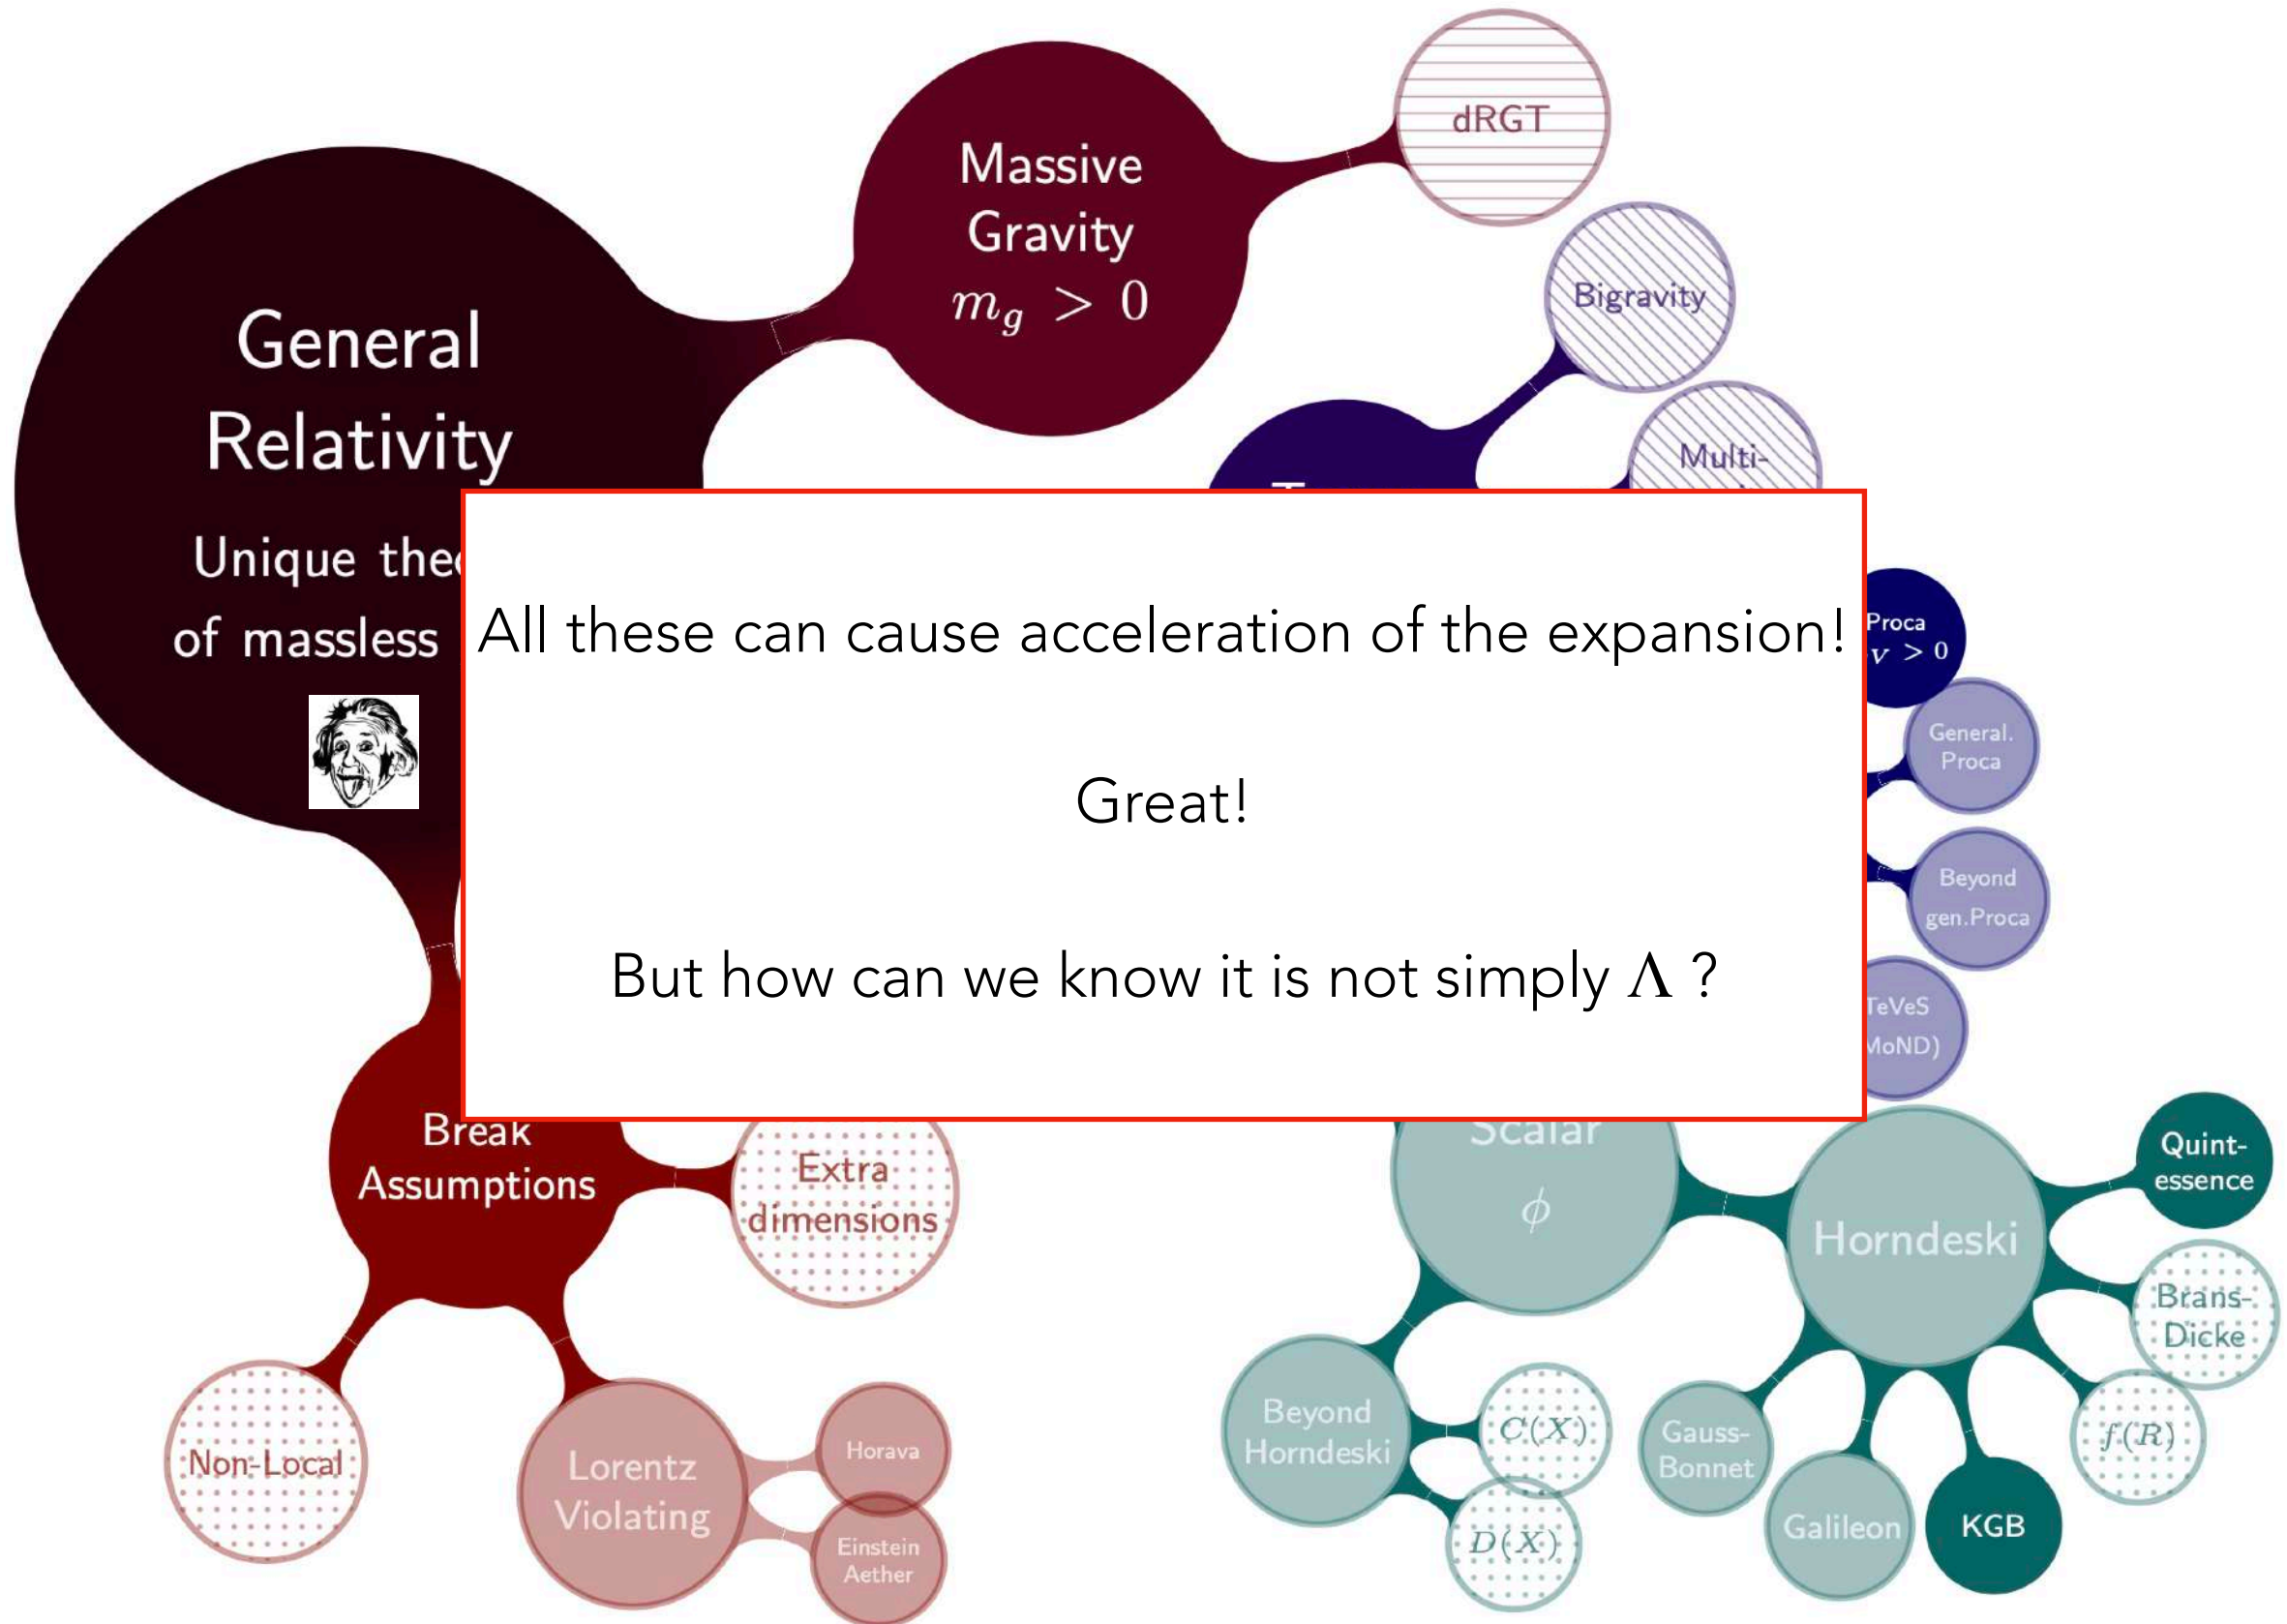 General
Relativity
Unique
of massless
Massive
Gravity
m_g > 0
dRGT
Bigravity
Multi-
All these can cause acceleration of the expansion!
Great!
But how can we know it is not simply Λ ?
Proca
> 0
General.
Proca
Beyond
gen.Proca
TeVeS
MoND)
Break
Assumptions
Extra
dimensions
Non-Local
Lorentz
Violating
Horava
Einstein
Aether
Scalar
ϕ
Horndeski
Quint-
essence
Brans-
Dicke
f(R)
KGB
Galileon
Gauss-
Bonnet
Beyond
Horndeski
C(X)
D(X)